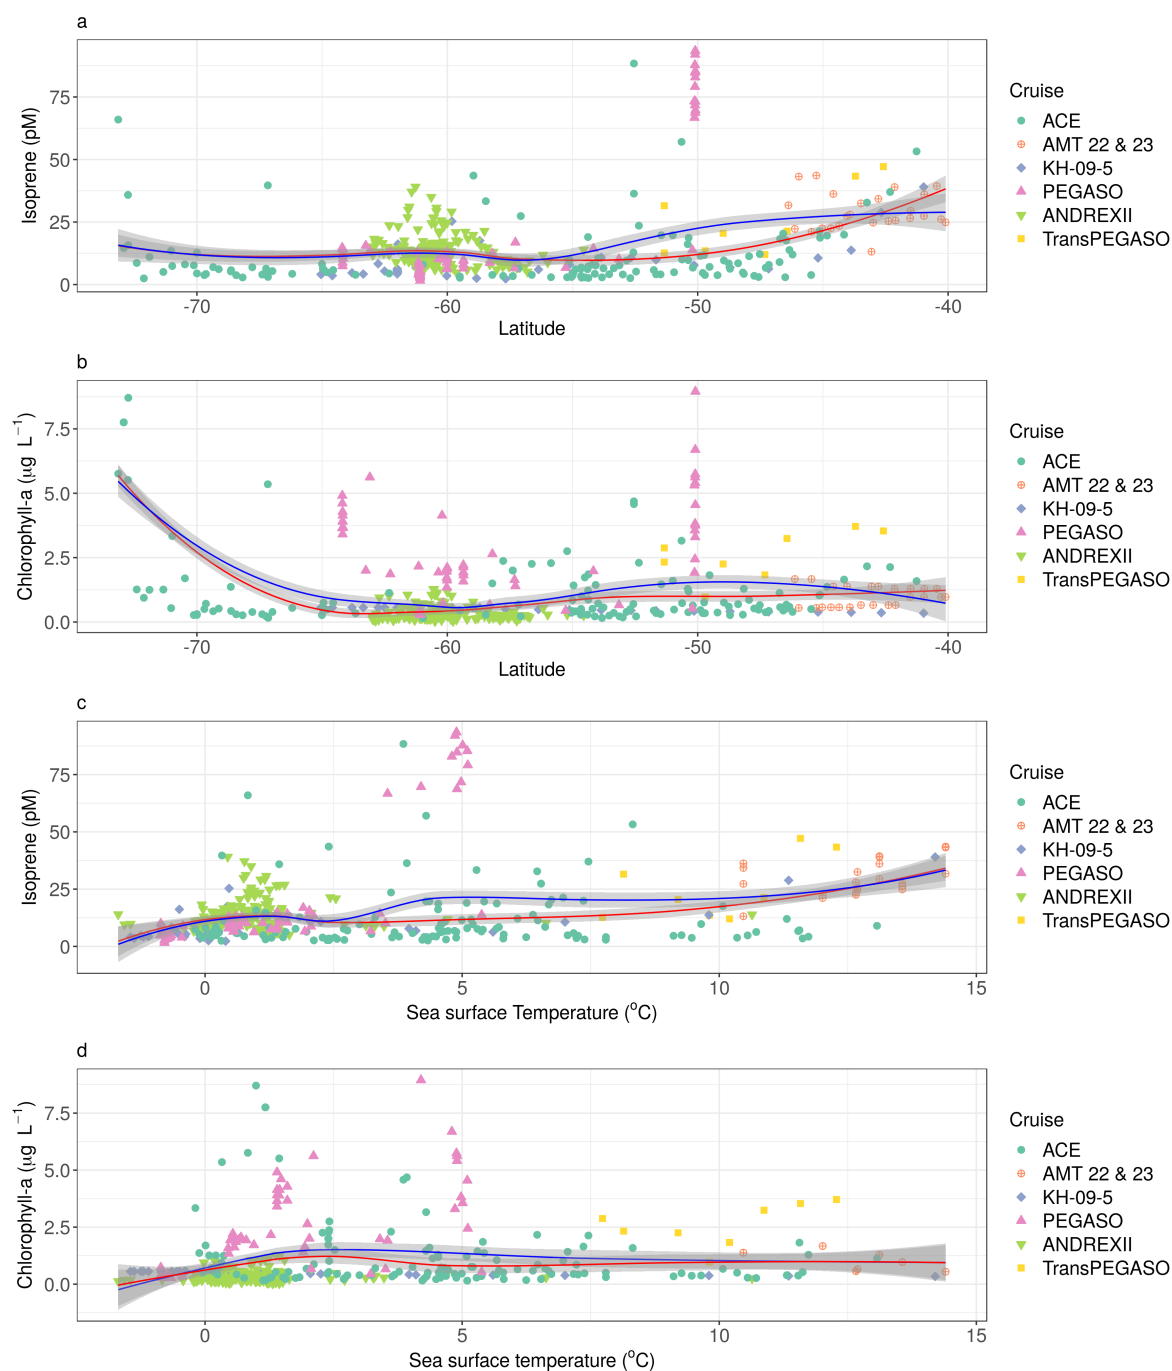 a
Isoprene (pM)
75
50
25
0
-70
-60
-50
-40
Latitude
Cruise
ACE
AMT 22 & 23
KH-09-5
PEGASO
ANDREXII
TransPEGASO
b
Chlorophyll-a (μg L⁻¹)
7.5
5.0
2.5
0.0
-70
-60
-50
-40
Latitude
Cruise
ACE
AMT 22 & 23
KH-09-5
PEGASO
ANDREXII
TransPEGASO
c
Isoprene (pM)
75
50
25
0
0
5
10
15
Sea surface Temperature (°C)
Cruise
ACE
AMT 22 & 23
KH-09-5
PEGASO
ANDREXII
TransPEGASO
d
Chlorophyll-a (μg L⁻¹)
7.5
5.0
2.5
0.0
0
5
10
15
Sea surface temperature (°C)
Cruise
ACE
AMT 22 & 23
KH-09-5
PEGASO
ANDREXII
TransPEGASO